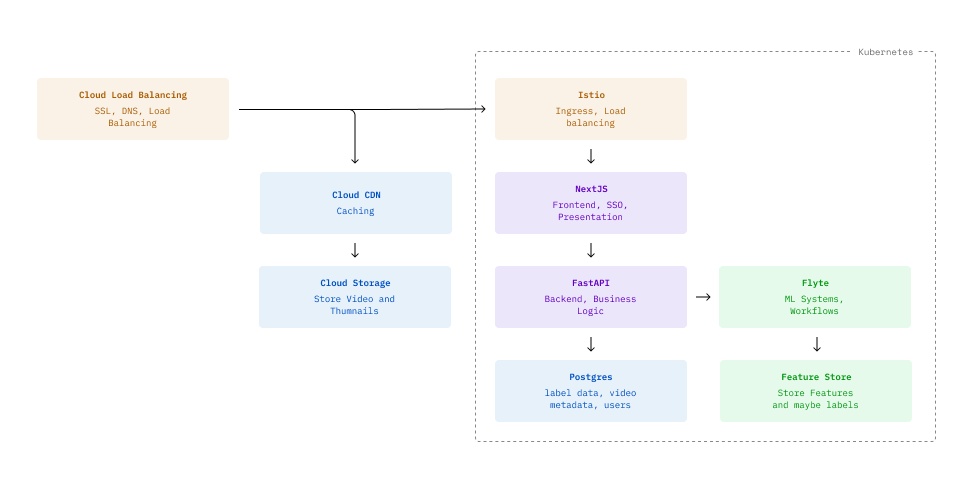 Kubernetes
Cloud Load Balancing
SSL, DNS, Load
Balancing
Istio
Ingress, Load
balancing
Cloud CDN
Caching
NextJS
Frontend, SSO,
Presentation
Cloud Storage
Store Video and
Thumnails
FastAPI
Backend, Business
Logic
Flyte
ML Systems,
Workflows
Postgres
label data, video
metadata, users
Feature Store
Store Features
and maybe labels